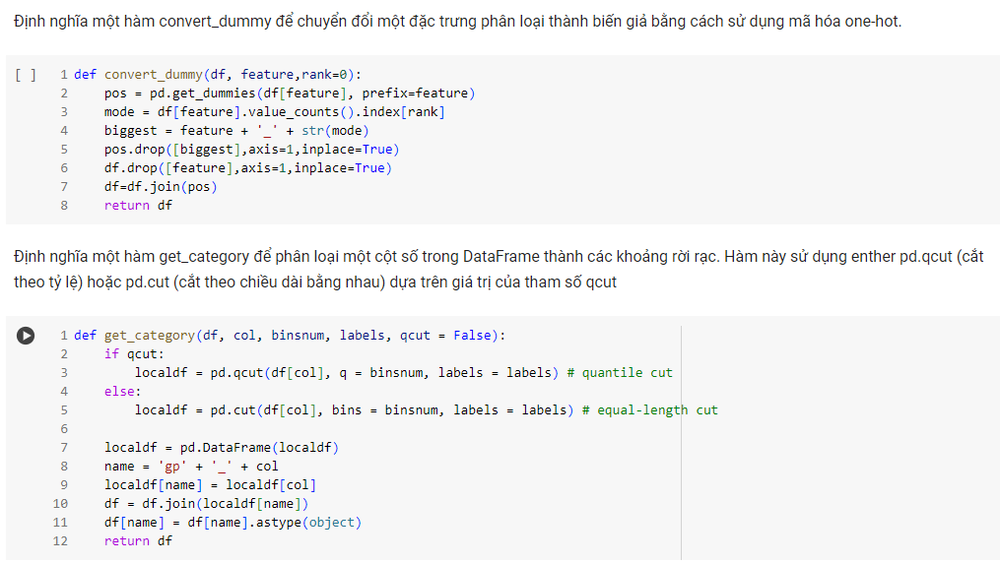 Định nghĩa một hàm convert_dummy để chuyển đổi một đặc trưng phân loại thành biến giả bằng cách sử dụng mã hóa one-hot.
[ ] 1 def convert_dummy(df, feature,rank=0):
2     pos = pd.get_dummies(df[feature], prefix=feature)
3     mode = df[feature].value_counts().index[rank]
4     biggest = feature + '_' + str(mode)
5     pos.drop([biggest],axis=1,inplace=True)
6     df.drop([feature],axis=1,inplace=True)
7     df=df.join(pos)
8     return df
Định nghĩa một hàm get_category để phân loại một cột số trong DataFrame thành các khoảng rời rạc. Hàm này sử dụng enther pd.qcut (cắt
theo tỷ lệ) hoặc pd.cut (cắt theo chiều dài bằng nhau) dựa trên giá trị của tham số qcut
1 def get_category(df, col, binsnum, labels, qcut = False):
2     if qcut:
3         localdf = pd.qcut(df[col], q = binsnum, labels = labels) # quantile cut
4     else:
5         localdf = pd.cut(df[col], bins = binsnum, labels = labels) # equal-length cut
6
7     localdf = pd.DataFrame(localdf)
8     name = 'gp' + '_' + col
9     localdf[name] = localdf[col]
10     df = df.join(localdf[name])
11     df[name] = df[name].astype(object)
12     return df